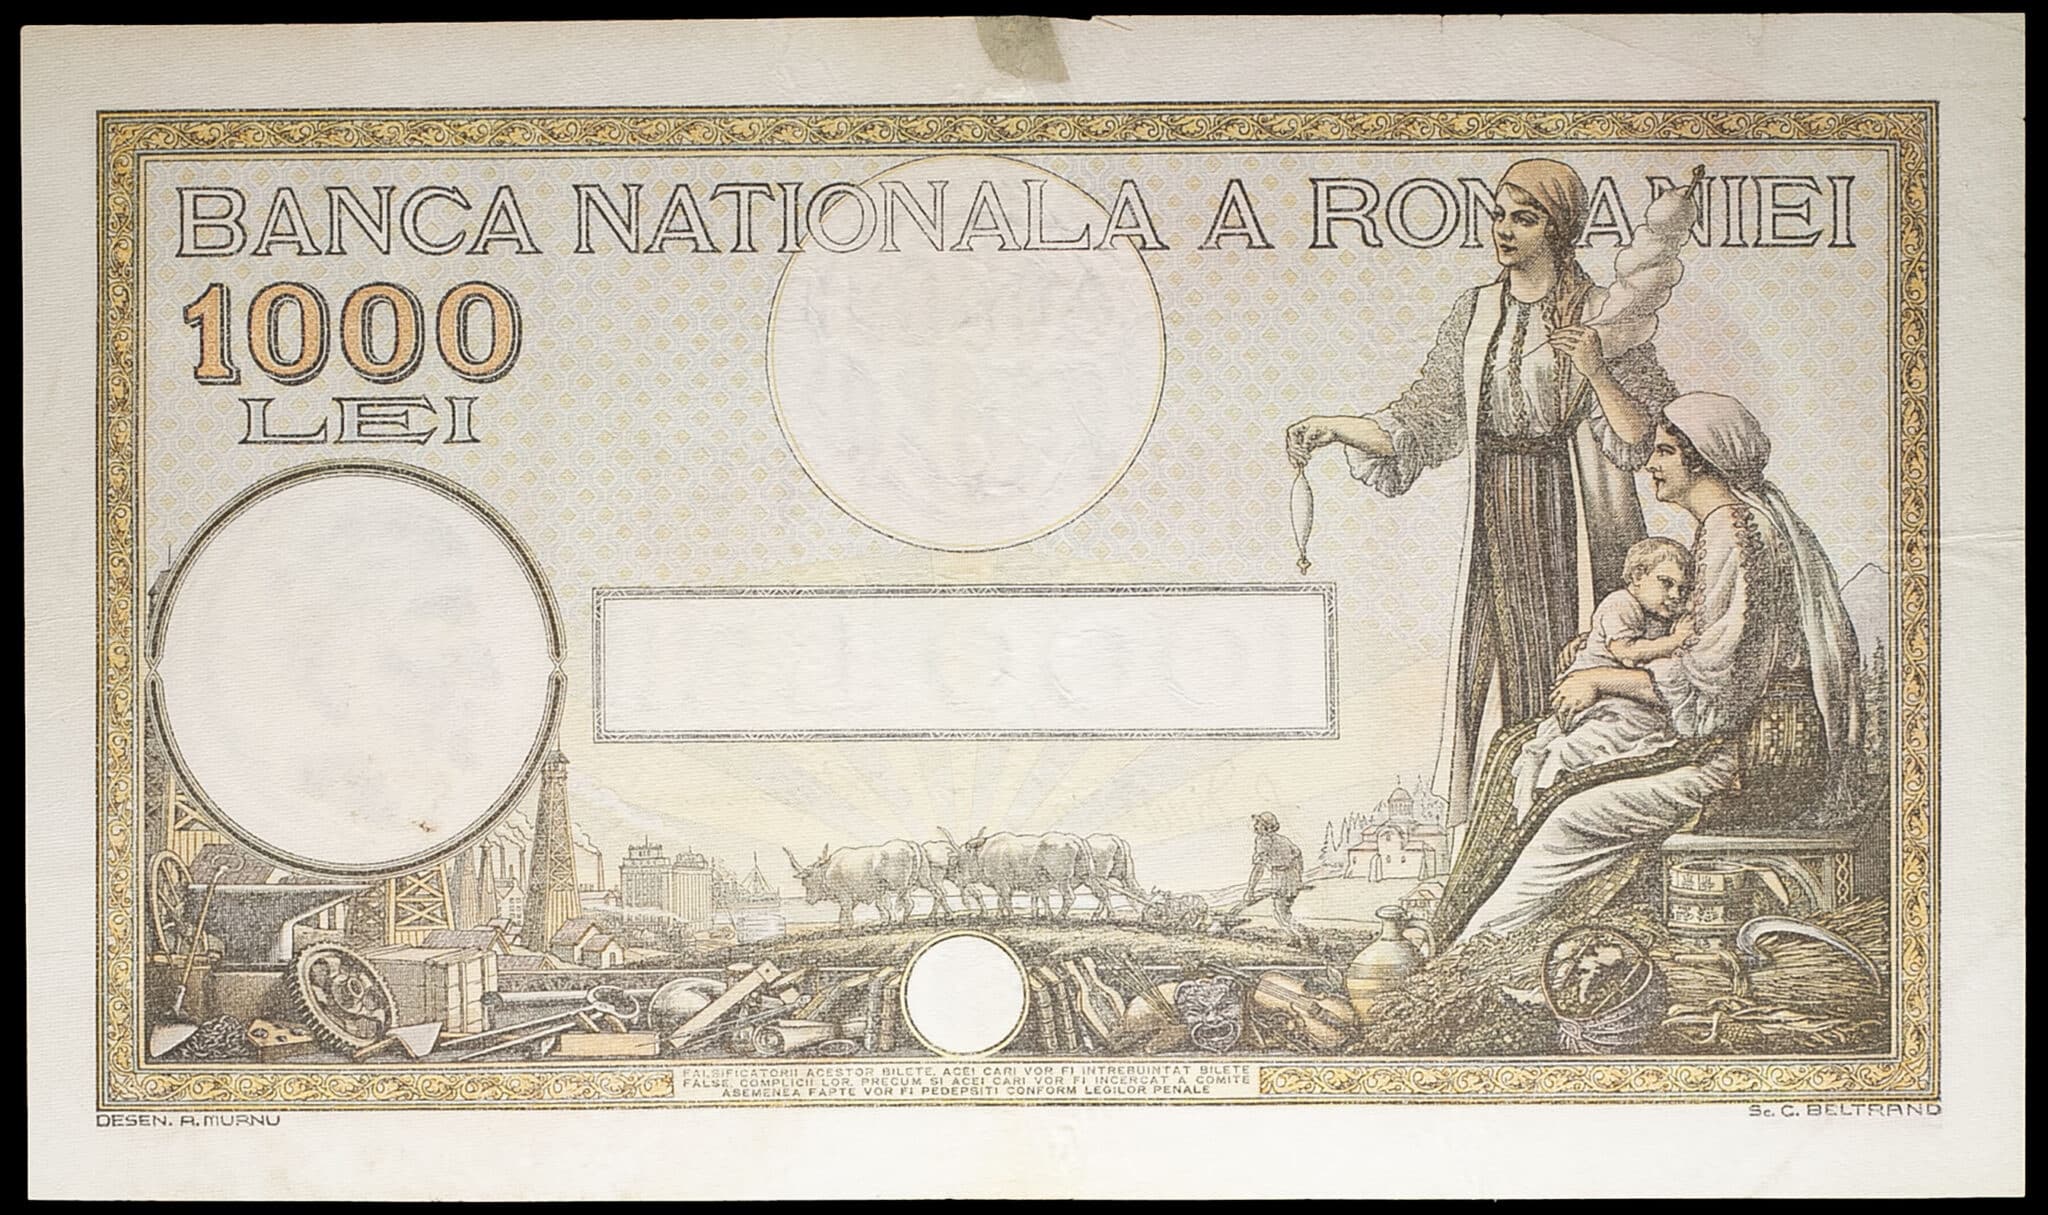 BANCA NATIONALA A ROMANIEI
1000
LEI
FALSIFICATORII ACESTOR BILETE, ACEI CARI VOR FI INTREBUINTAT BILETE
FALSE, COMPLICII LOR, PRECUM SI ACEI CARI VOR FI INCERCAT A COMITE
ASEMENEA FAPTE VOR FI PEDEPSITI CONFORM LEGILOR PENALE
DESEN. A. MURNU
Sc. G. BELTRAND